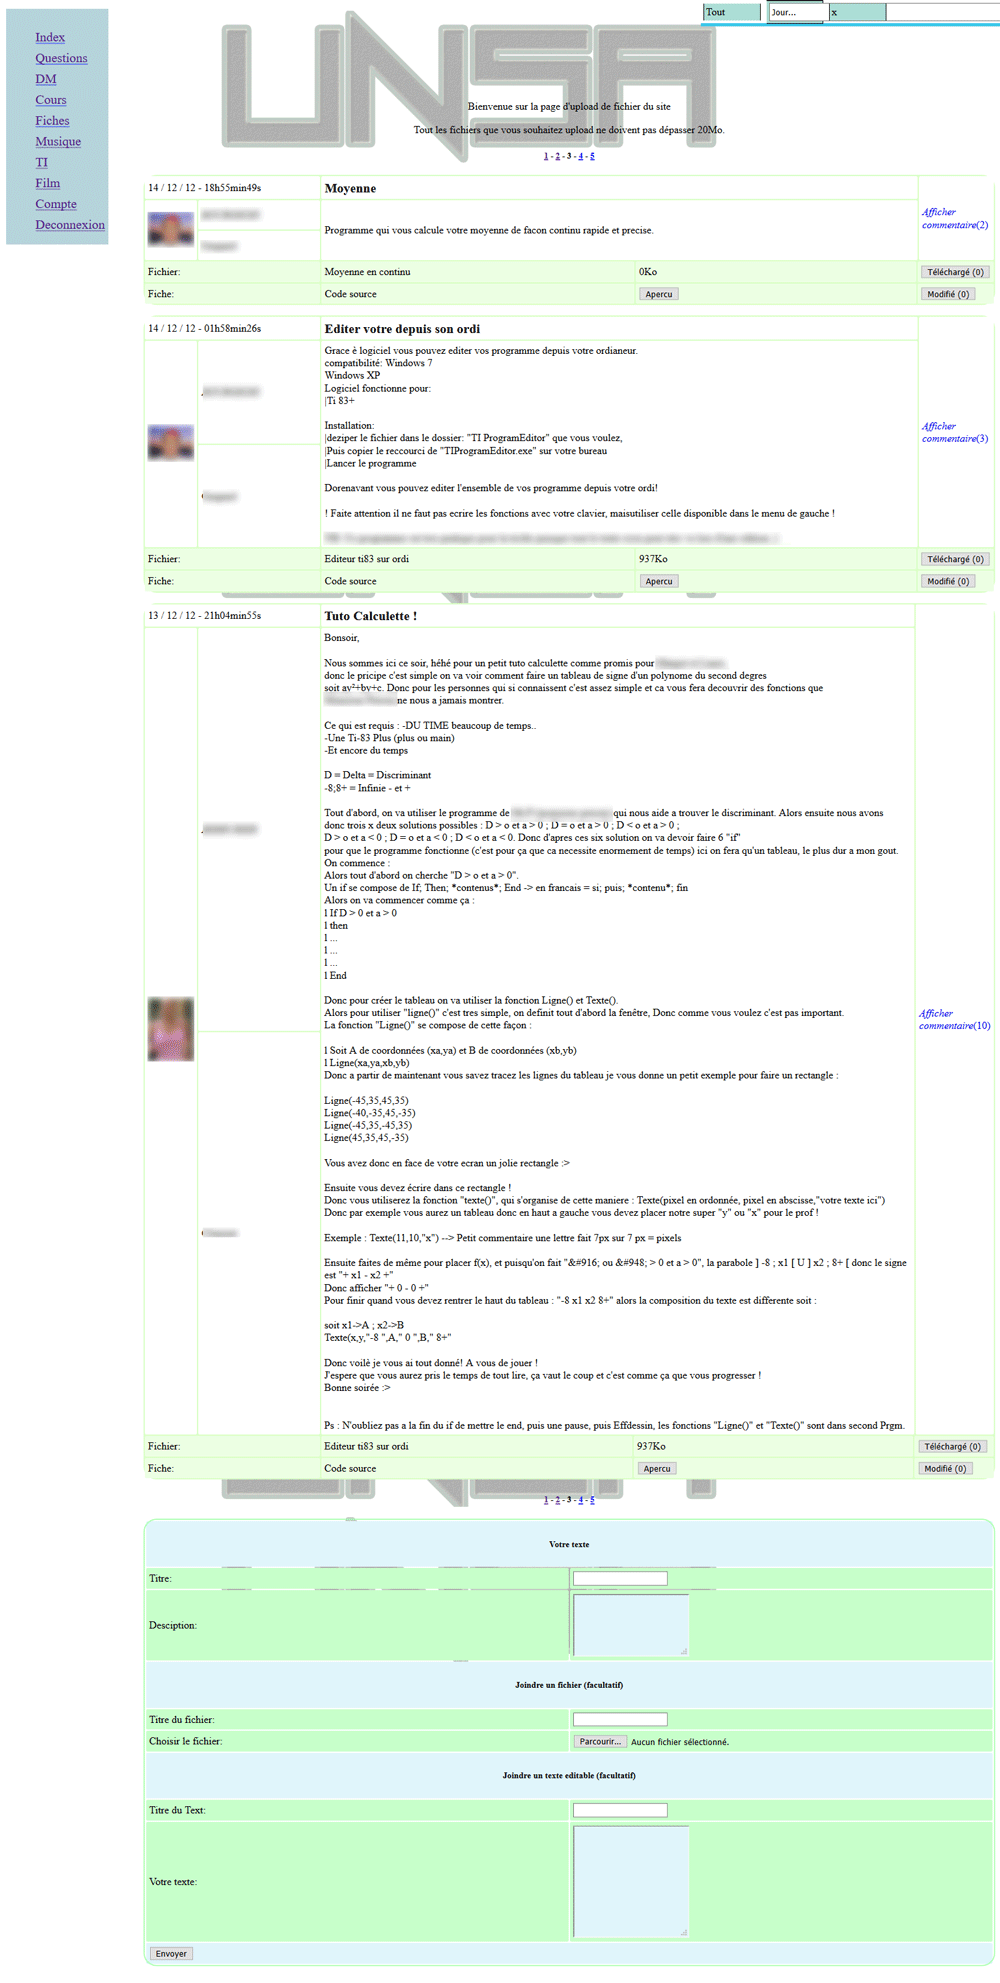 Tout
Jour...
x
Index
Questions
DM
Cours
Fiches
Musique
TI
Film
Compte
Deconnexion
UNSA
Bienvenue sur la page d'upload de fichier du site
Tout les fichiers que vous souhaitez upload ne doivent pas dépasser 20Mo.
1 - 2 - 3 - 4 - 5
14 / 12 / 12 - 18h55min49s
Moyenne
Programme qui vous calcule votre moyenne de facon continu rapide et precise.
Afficher
commentaire(2)
Fichier:
Moyenne en continu
0Ko
Téléchargé (0)
Fiche:
Code source
Apercu
Modifié (0)
14 / 12 / 12 - 01h58min26s
Editer votre depuis son ordi
Grace è logiciel vous pouvez editer vos programme depuis votre ordianeur.
compatibilité: Windows 7
Windows XP
Logiciel fonctionne pour:
|Ti 83+
Installation:
|deziper le fichier dans le dossier: "TI ProgramEditor" que vous voulez,
|Puis copier le reccourci de "TIProgramEditor.exe" sur votre bureau
|Lancer le programme
Dorenavant vous pouvez editer l'ensemble de vos programme depuis votre ordi!
! Faite attention il ne faut pas ecrire les fonctions avec votre clavier, maisutiliser celle disponible dans le menu de gauche !
Afficher
commentaire(3)
Fichier:
Editeur ti83 sur ordi
937Ko
Téléchargé (0)
Fiche:
Code source
Apercu
Modifié (0)
13 / 12 / 12 - 21h04min55s
Tuto Calculette !
Bonsoir,
Nous sommes ici ce soir, héhé pour un petit tuto calculette comme promis pour
donc le pricipe c'est simple on va voir comment faire un tableau de signe d'un polynome du second degres
soit av²+bv+c. Donc pour les personnes qui si connaissent c'est assez simple et ca vous fera decouvrir des fonctions que
ne nous a jamais montrer.
Ce qui est requis : -DU TIME beaucoup de temps..
-Une Ti-83 Plus (plus ou main)
-Et encore du temps
D = Delta = Discriminant
-8;8+ = Infinie - et +
Tout d'abord, on va utiliser le programme de qui nous aide a trouver le discriminant. Alors ensuite nous avons
donc trois x deux solutions possibles : D > o et a > 0 ; D = o et a > 0 ; D < o et a > 0 ;
D > o et a < 0 ; D = o et a < 0 ; D < o et a < 0. Donc d'apres ces six solution on va devoir faire 6 "if"
pour que le programme fonctionne (c'est pour ça que ca necessite enormement de temps) ici on fera qu'un tableau, le plus dur a mon gout.
On commence :
Alors tout d'abord on cherche "D > o et a > 0".
Un if se compose de If; Then; *contenus*; End -> en francais = si; puis; *contenu*; fin
Alors on va commencer comme ça :
l If D > 0 et a > 0
l then
l ...
l ...
l ...
l End
Donc pour créer le tableau on va utiliser la fonction Ligne() et Texte().
Alors pour utiliser "ligne()" c'est tres simple, on definit tout d'abord la fenêtre, Donc comme vous voulez c'est pas important.
La fonction "Ligne()" se compose de cette façon :
l Soit A de coordonnées (xa,ya) et B de coordonnées (xb,yb)
l Ligne(xa,ya,xb,yb)
Donc a partir de maintenant vous savez tracez les lignes du tableau je vous donne un petit exemple pour faire un rectangle :
Ligne(-45,35,45,35)
Ligne(-40,-35,45,-35)
Ligne(-45,35,-45,35)
Ligne(45,35,45,-35)
Vous avez donc en face de votre ecran un jolie rectangle :>
Ensuite vous devez écrire dans ce rectangle !
Donc vous utiliserez la fonction "texte()", qui s'organise de cette maniere : Texte(pixel en ordonnée, pixel en abscisse,"votre texte ici")
Donc par exemple vous aurez un tableau donc en haut a gauche vous devez placer notre super "y" ou "x" pour le prof !
Exemple : Texte(11,10,"x") --> Petit commentaire une lettre fait 7px sur 7 px = pixels
Ensuite faites de même pour placer f(x), et puisqu'on fait "&#916; ou &#948; > 0 et a > 0", la parabole ] -8 ; x1 [ U ] x2 ; 8+ [ donc le signe
est "+ x1 - x2 +"
Donc afficher "+ 0 - 0 +"
Pour finir quand vous devez rentrer le haut du tableau : "-8 x1 x2 8+" alors la composition du texte est differente soit :
soit x1->A ; x2->B
Texte(x,y,"-8 ",A," 0 ",B," 8+"
Donc voilè je vous ai tout donné! A vous de jouer !
J'espere que vous aurez pris le temps de tout lire, ça vaut le coup et c'est comme ça que vous progresser !
Bonne soirée :>
Ps : N'oubliez pas a la fin du if de mettre le end, puis une pause, puis Effdessin, les fonctions "Ligne()" et "Texte()" sont dans second Prgm.
Afficher
commentaire(10)
Fichier:
Editeur ti83 sur ordi
937Ko
Téléchargé (0)
Fiche:
Code source
Apercu
Modifié (0)
1 - 2 - 3 - 4 - 5
Votre texte
Titre:
Desciption:
Joindre un fichier (facultatif)
Titre du fichier:
Choisir le fichier:
Parcourir... Aucun fichier sélectionné.
Joindre un texte editable (facultatif)
Titre du Text:
Votre texte:
Envoyer